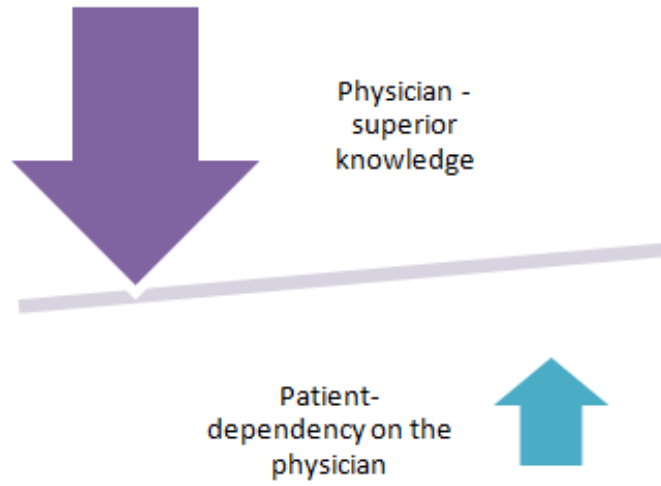 Physician -
superior
knowledge
Patient-
dependency on the
physician